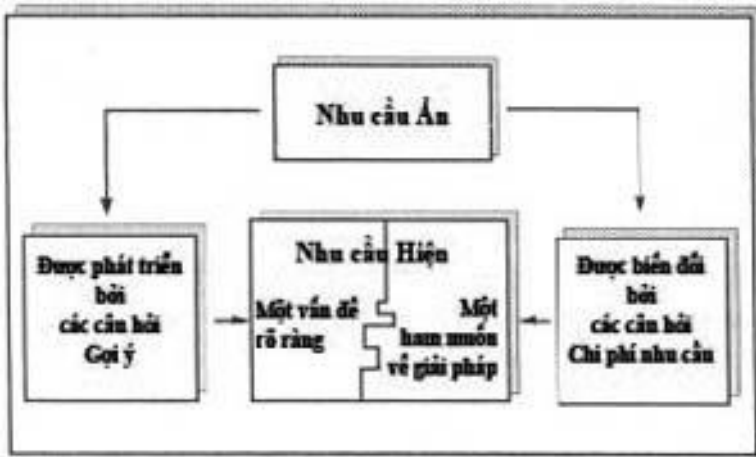 Nhu cầu Ẩn
Được phát triển
bởi
các câu hỏi
Gợi ý
Nhu cầu Hiện
Một vấn đề
rõ ràng
Một
ham muốn
về giải pháp
Được biến đổi
bởi
các câu hỏi
Chi phí nhu cầu